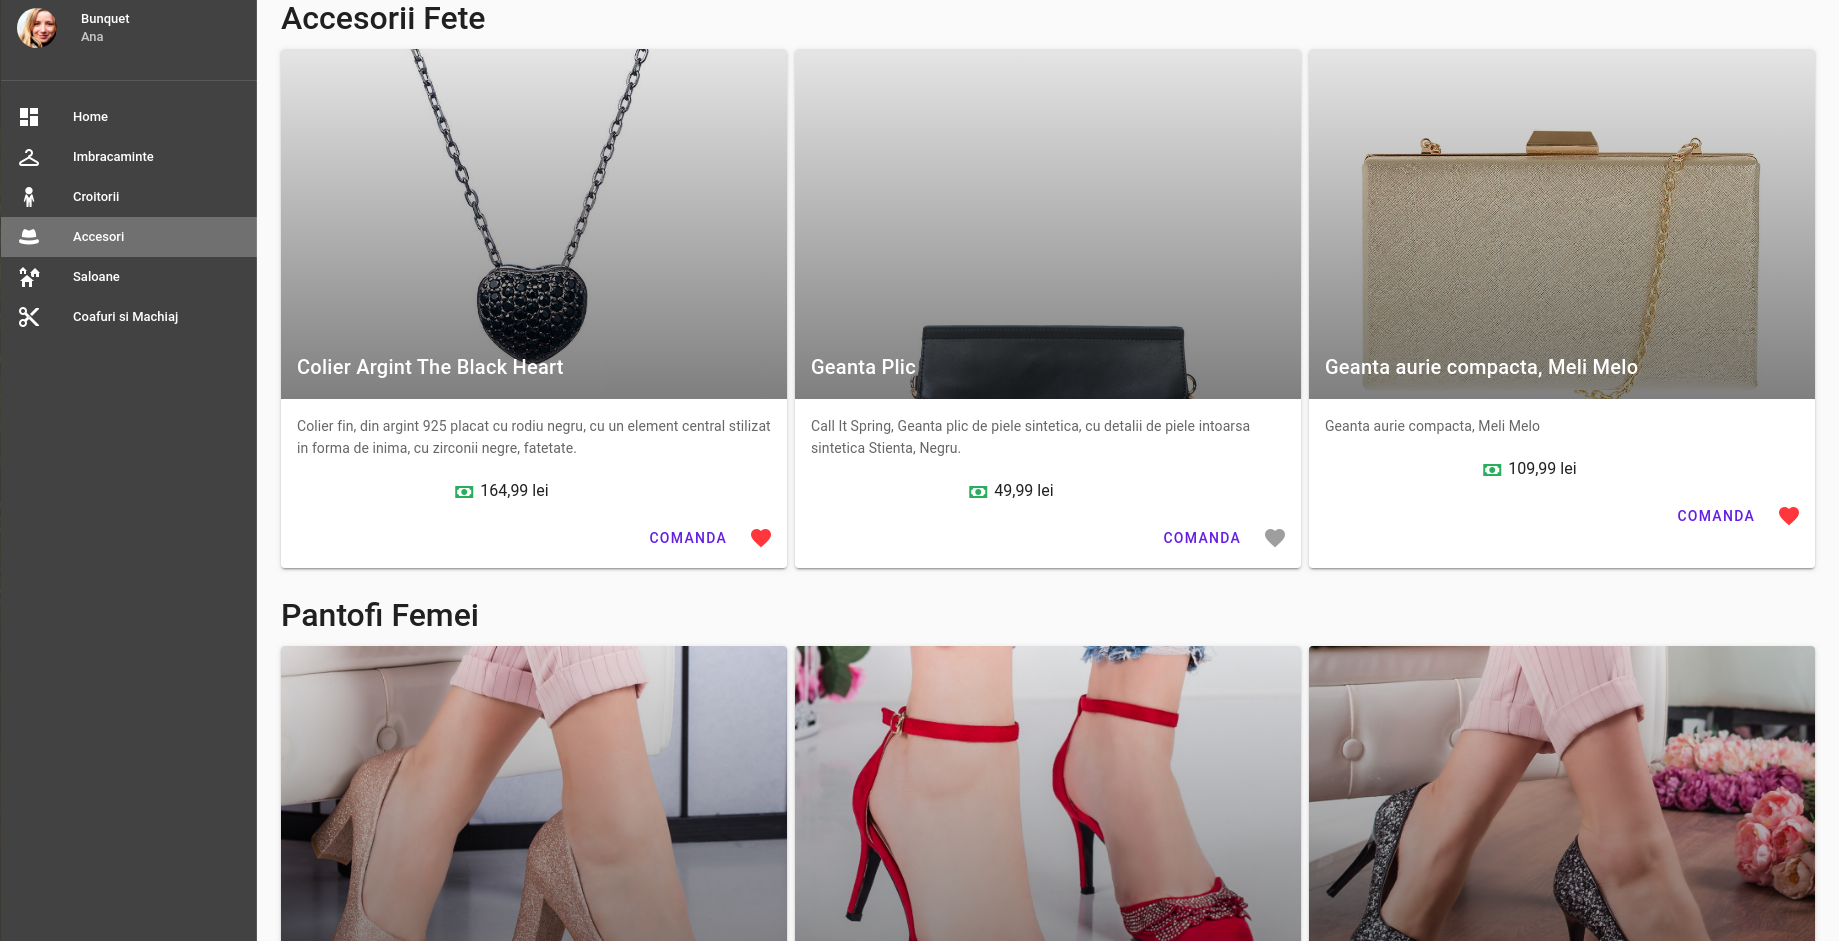 Bunquet
Ana
Home
Imbracaminte
Croitorii
Accesori
Saloane
Coafuri si Machiaj
Accesorii Fete
Colier Argint The Black Heart
Colier fin, din argint 925 placat cu rodiu negru, cu un element central stilizat
in forma de inima, cu zirconii negre, fatetate.
164,99 lei
COMANDA
Geanta Plic
Call It Spring, Geanta plic de piele sintetica, cu detalii de piele intoarsa
sintetica Stienta, Negru.
49,99 lei
COMANDA
Geanta aurie compacta, Meli Melo
Geanta aurie compacta, Meli Melo
109,99 lei
COMANDA
Pantofi Femei